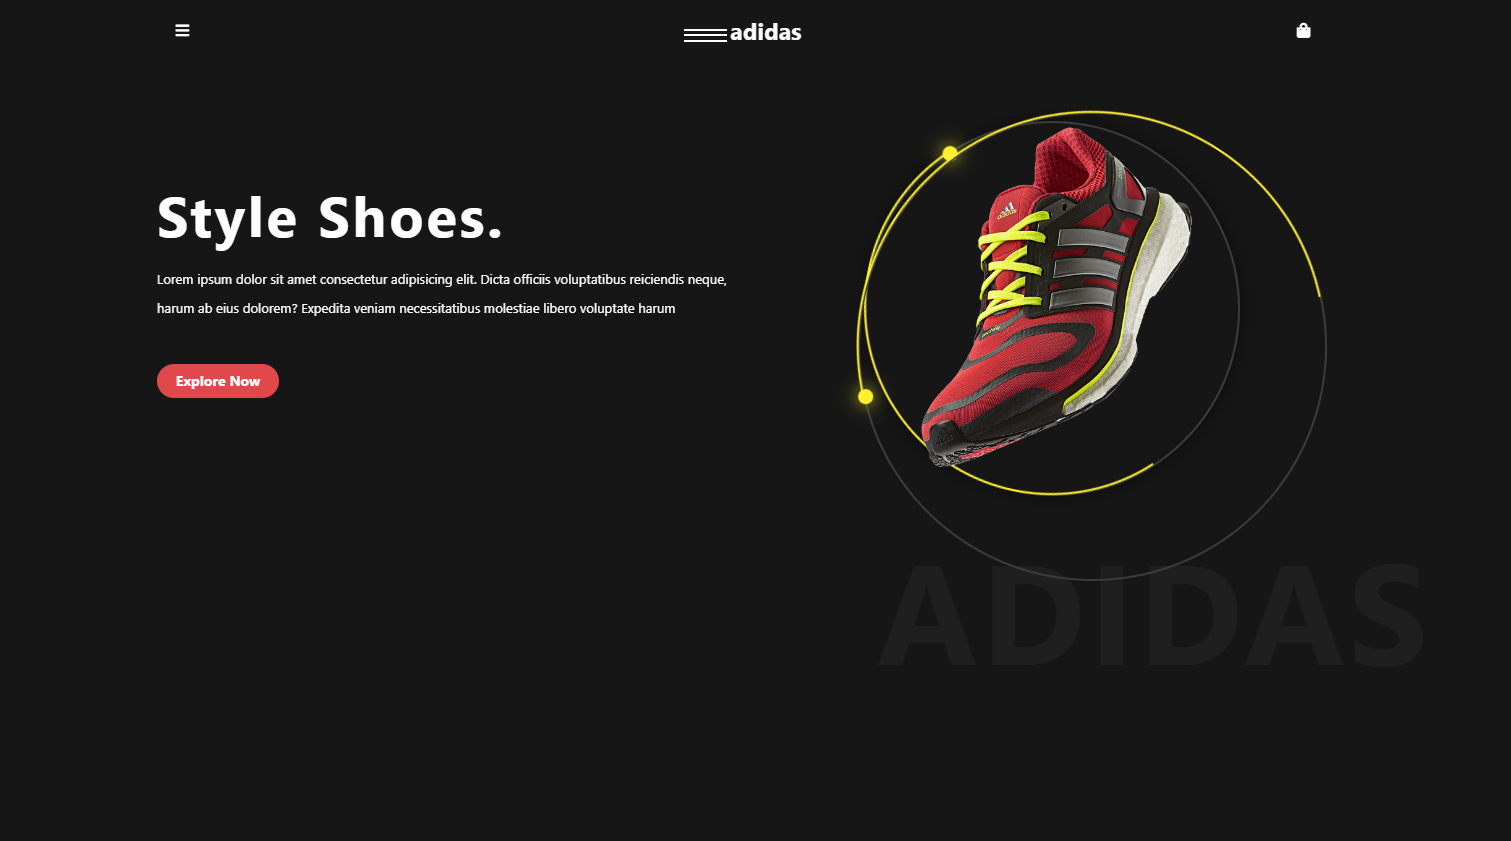 adidas
Style Shoes.
Lorem ipsum dolor sit amet consectetur adipisicing elit. Dicta officiis voluptatibus reiciendis neque,
harum ab eius dolorem? Expedita veniam necessitatibus molestiae libero voluptate harum
Explore Now
adidas
ADIDAS